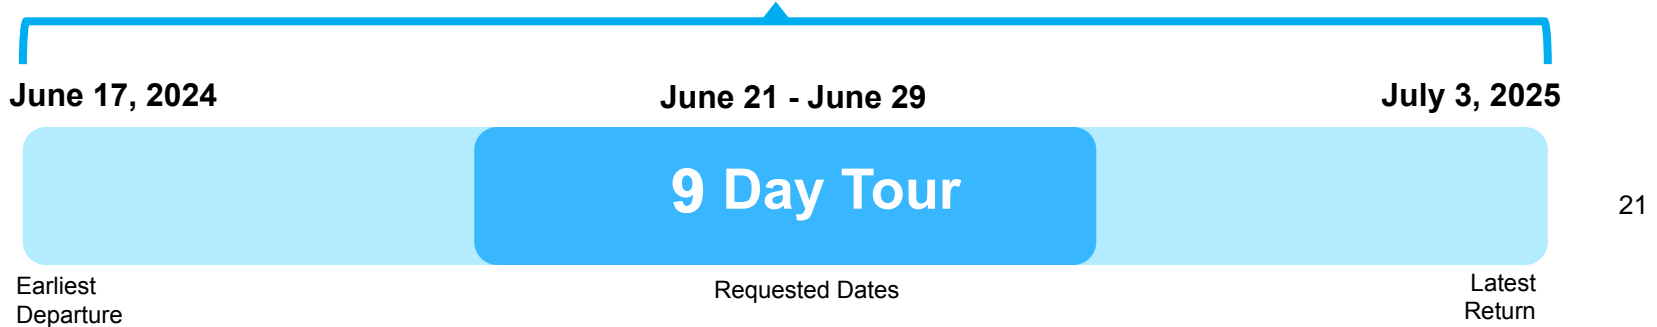 June 17, 2024
June 21 - June 29
July 3, 2025
9 Day Tour
21
Earliest
Departure
Requested Dates
Latest
Return